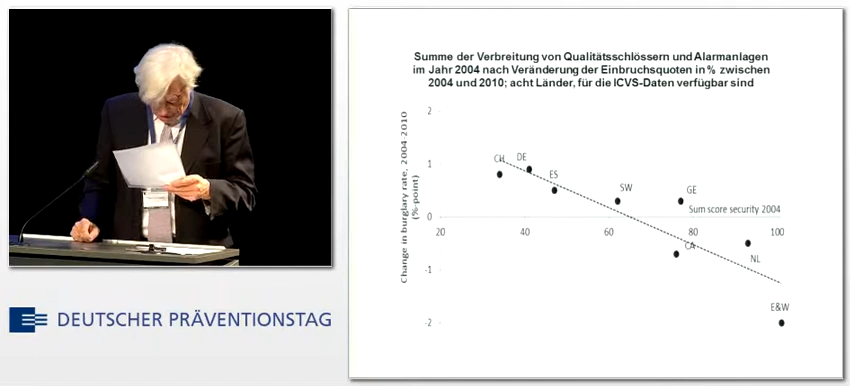 DEUTSCHER PRÄVENTIONSTAG
Summe der Verbreitung von Qualitätsschlössern und Alarmanlagen
im Jahr 2004 nach Veränderung der Einbruchsquoten in % zwischen
2004 und 2010; acht Länder, für die ICVS-Daten verfügbar sind
Change in burglary rate, 2004-2010
(%-point)
2
1
0
-1
-2
20
40
60
80
100
Sum score security 2004
CH
DE
ES
SW
GE
CA
NL
E&W